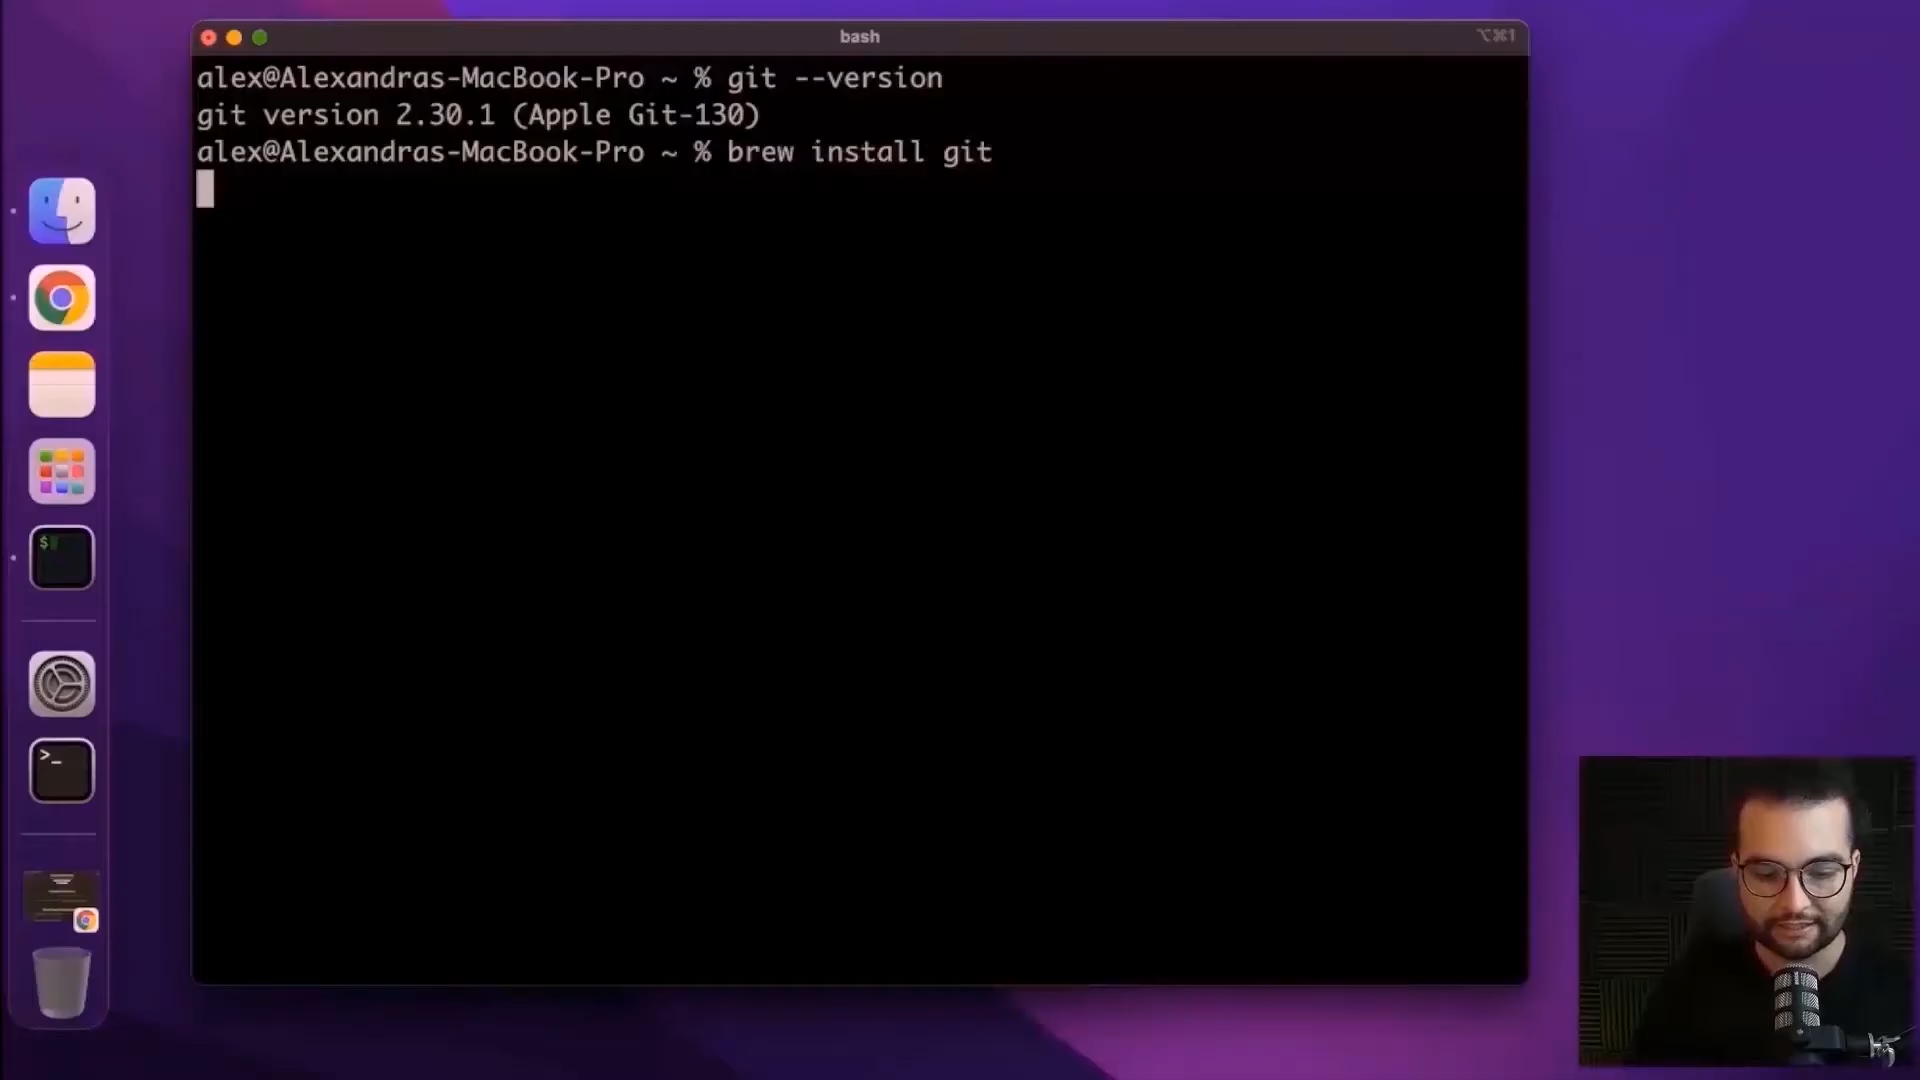 bash
⌥⌘1
alex@Alexandras-MacBook-Pro ~ % git --version
git version 2.30.1 (Apple Git-130)
alex@Alexandras-MacBook-Pro ~ % brew install git
$
>_